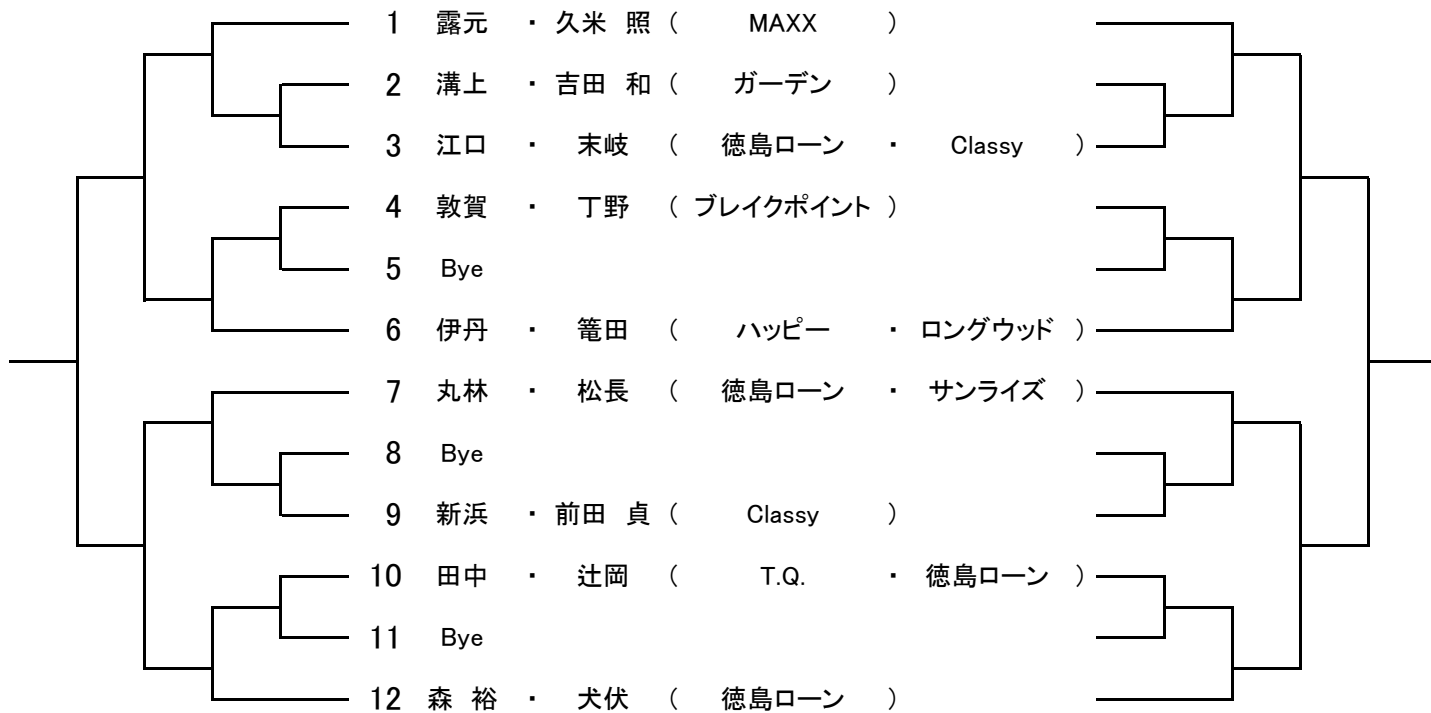 1 露元 ・ 久米 照 ( MAXX )
2 溝上 ・ 吉田 和 ( ガーデン )
3 江口 ・ 末岐 ( 徳島ローン ・ Classy )
4 敦賀 ・ 丁野 ( ブレイクポイント )
5 Bye
6 伊丹 ・ 篭田 ( ハッピー ・ ロングウッド )
7 丸林 ・ 松長 ( 徳島ローン ・ サンライズ )
8 Bye
9 新浜 ・ 前田 貞 ( Classy )
10 田中 ・ 辻岡 ( T.Q. ・ 徳島ローン )
11 Bye
12 森 裕 ・ 犬伏 ( 徳島ローン )